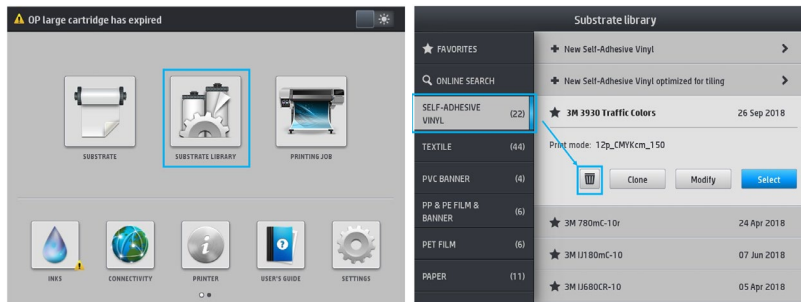 OP large cartridge has expired
SUBSTRATE
SUBSTRATE LIBRARY
PRINTING JOB
INKS
CONNECTIVITY
PRINTER
USER'S GUIDE
SETTINGS
Substrate library
FAVORITES
ONLINE SEARCH
SELF-ADHESIVE
VINYL (22)
TEXTILE (44)
PVC BANNER (4)
PP & PE FILM &
BANNER (6)
PET FILM (6)
PAPER (11)
New Self-Adhesive Vinyl
New Self-Adhesive Vinyl optimized for tiling
3M 3930 Traffic Colors 26 Sep 2018
Print mode: 12p_CMYKcm_150
Clone Modify Select
3M 780mC-10r 24 Apr 2018
3M IJ180mC-10 07 Jun 2018
3M IJ680CR-10 05 Apr 2018